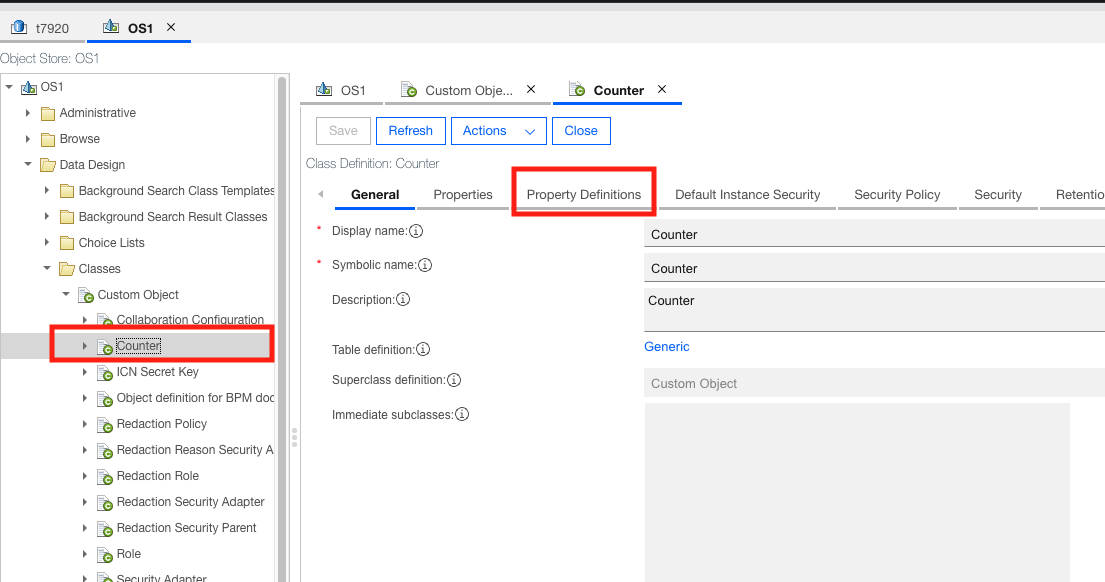 t7920 OS1
Object Store: OS1
OS1
Administrative
Browse
Data Design
Background Search Class Templates
Background Search Result Classes
Choice Lists
Classes
Custom Object
Collaboration Configuration
Counter
ICN Secret Key
Object definition for BPM doc
Redaction Policy
Redaction Reason Security A
Redaction Role
Redaction Security Adapter
Redaction Security Parent
Role
Security Adapter
OS1 Custom Obje... Counter
Save Refresh Actions Close
Class Definition: Counter
General Properties Property Definitions Default Instance Security Security Policy Security Retentio
* Display name: Counter
* Symbolic name: Counter
Description: Counter
Table definition: Generic
Superclass definition: Custom Object
Immediate subclasses: